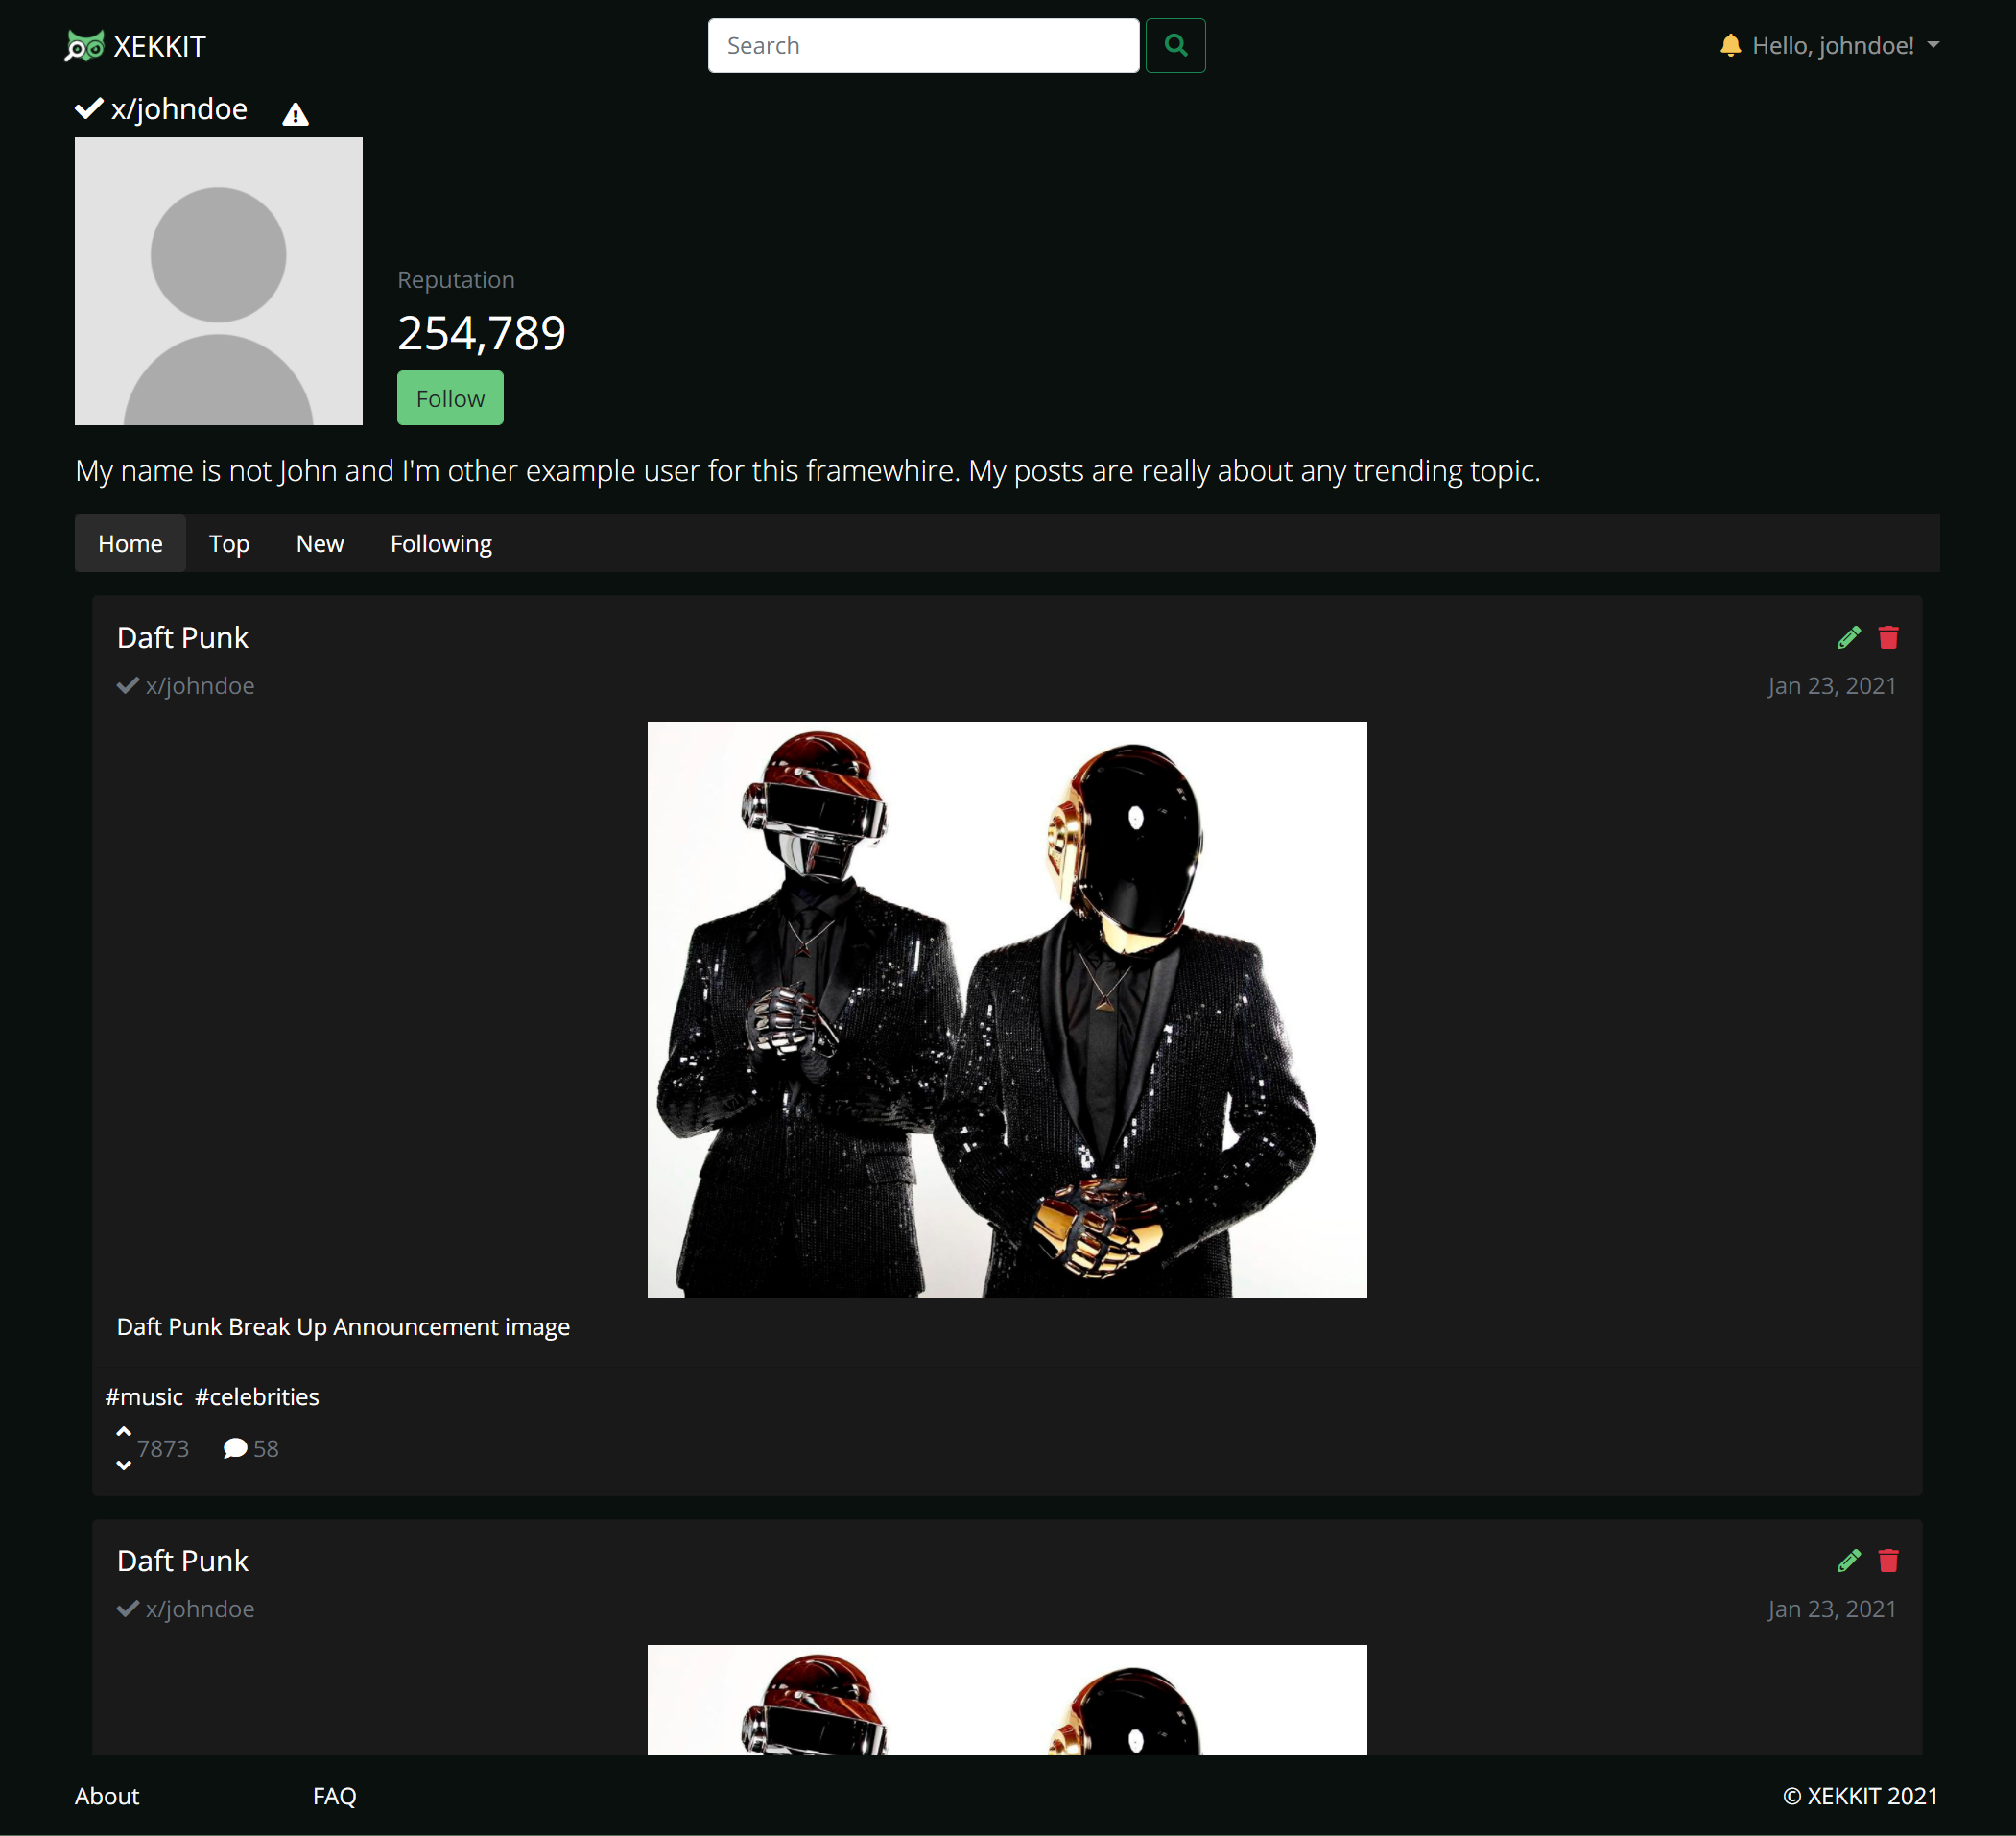 XEKKIT
Search
Hello, johndoe!
x/johndoe
Reputation
254,789
Follow
My name is not John and I'm other example user for this framewhire. My posts are really about any trending topic.
Home Top New Following
Daft Punk
x/johndoe Jan 23, 2021
Daft Punk Break Up Announcement image
#music #celebrities
7873 58
Daft Punk
x/johndoe Jan 23, 2021
About FAQ © XEKKIT 2021